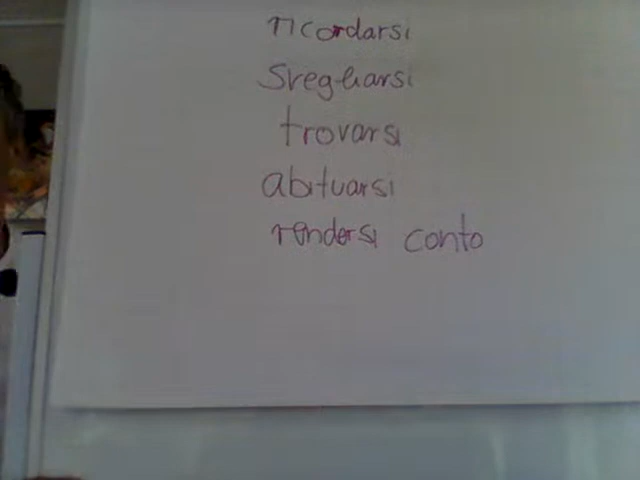 ricordarsi
Svegliarsi
trovarsi
abituarsi
rendersi conto